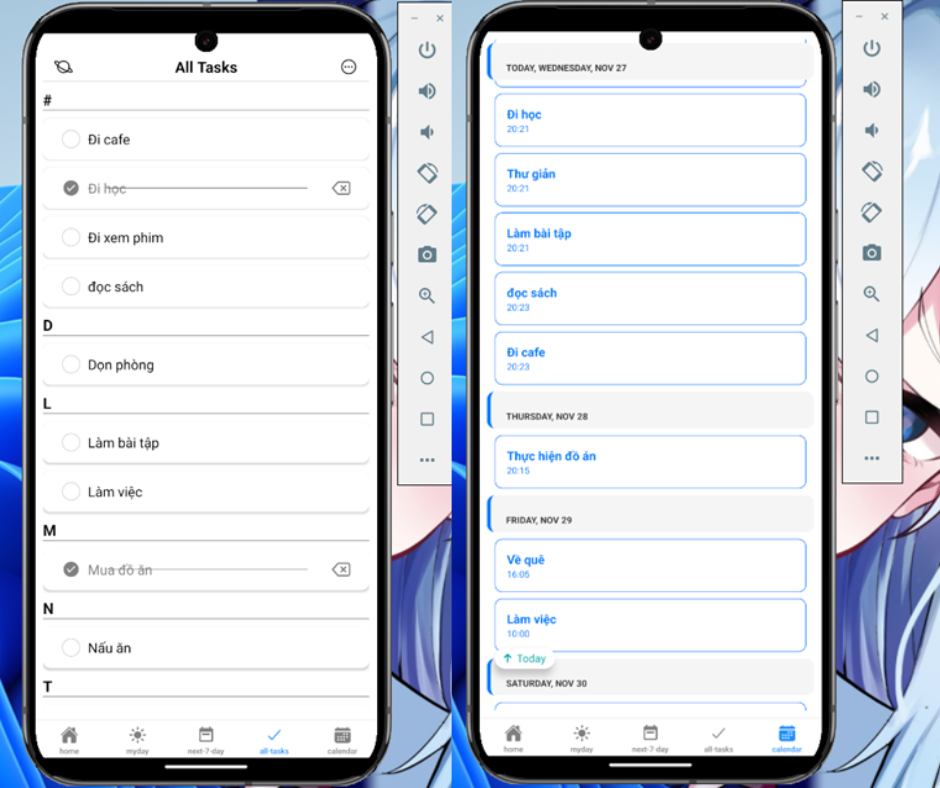 All Tasks
#
Đi cafe
Đi học
Đi xem phim
đọc sách
D
Dọn phòng
L
Làm bài tập
Làm việc
M
Mua đồ ăn
N
Nấu ăn
T
home
myday
next-7-day
all-tasks
calendar
TODAY, WEDNESDAY, NOV 27
Đi học
20:21
Thư giản
20:21
Làm bài tập
20:21
đọc sách
20:23
Đi cafe
20:23
THURSDAY, NOV 28
Thực hiện đồ án
20:15
FRIDAY, NOV 29
Về quê
16:05
Làm việc
10:00
Today
SATURDAY, NOV 30
home
myday
next-7-day
all-tasks
calendar